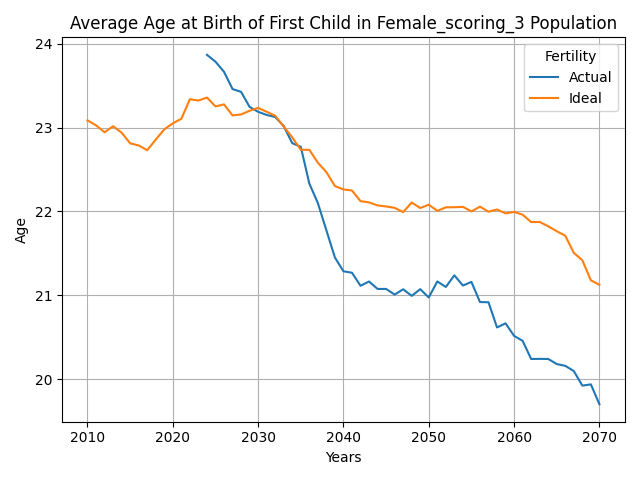 Average Age at Birth of First Child in Female_scoring_3 Population
Fertility
Actual
Ideal
24
23
22
21
20
Age
2010 2020 2030 2040 2050 2060 2070
Years